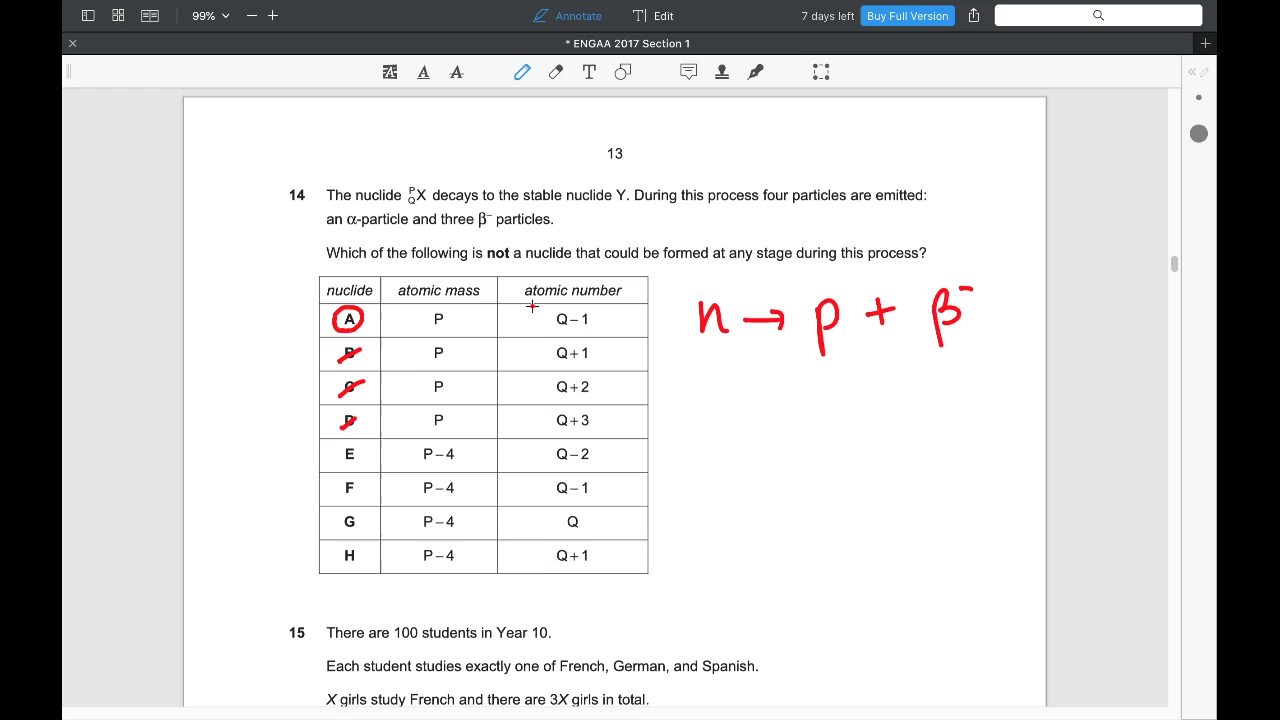 99% Annotate Edit 7 days left Buy Full Version
* ENGAA 2017 Section 1
A A A T
13
14 The nuclide P Q X decays to the stable nuclide Y. During this process four particles are emitted:
an α-particle and three β⁻ particles.
Which of the following is not a nuclide that could be formed at any stage during this process?
nuclide atomic mass atomic number
A P Q − 1
B P Q + 1
C P Q + 2
D P Q + 3
E P − 4 Q − 2
F P − 4 Q − 1
G P − 4 Q
H P − 4 Q + 1
n → p + β⁻
15 There are 100 students in Year 10.
Each student studies exactly one of French, German, and Spanish.
X girls study French and there are 3X girls in total.